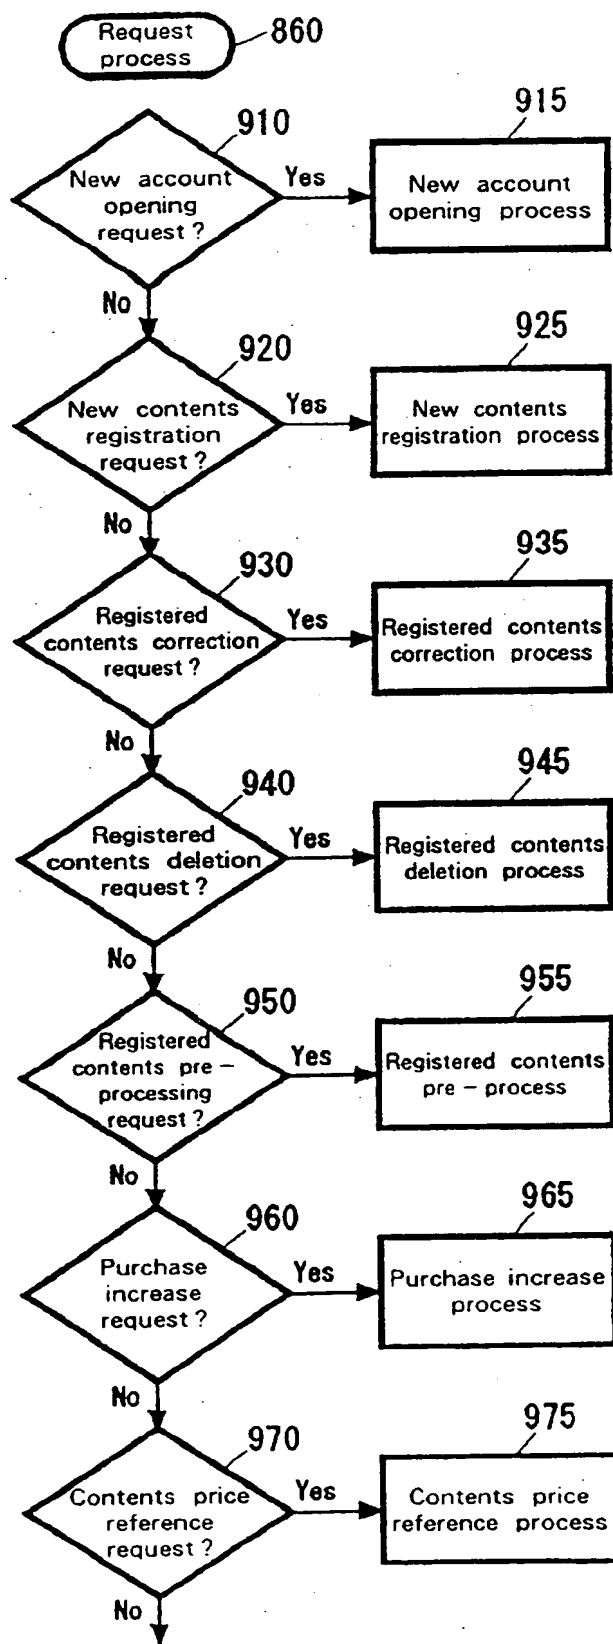 Request
process
860
910
New account
opening
request?
Yes
915
New account
opening process
No
920
New contents
registration
request?
Yes
925
New contents
registration process
No
930
Registered
contents correction
request?
Yes
935
Registered contents
correction process
No
940
Registered
contents deletion
request?
Yes
945
Registered contents
deletion process
No
950
Registered
contents pre-
processing
request?
Yes
955
Registered contents
pre-process
No
960
Purchase
increase
request?
Yes
965
Purchase increase
process
No
970
Contents price
reference
request?
Yes
975
Contents price
reference process
No